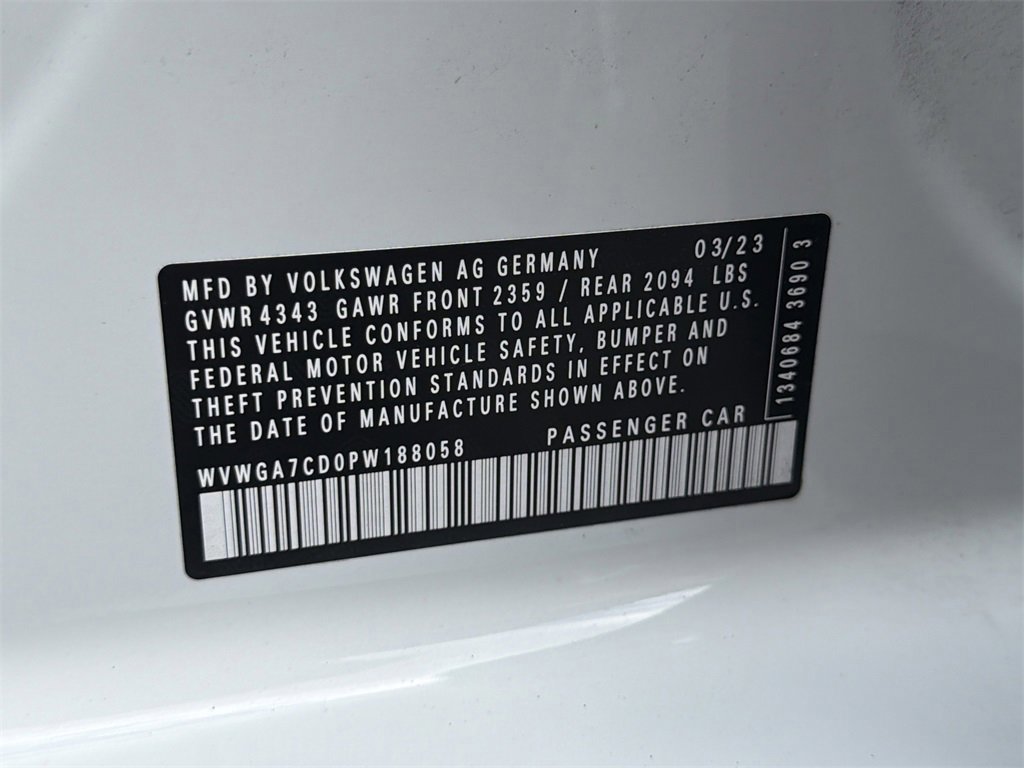 MFD BY VOLKSWAGEN AG GERMANY 03/23
GVWR 4343 GAWR FRONT 2359 / REAR 2094 LBS
THIS VEHICLE CONFORMS TO ALL APPLICABLE U.S.
FEDERAL MOTOR VEHICLE SAFETY, BUMPER AND
THEFT PREVENTION STANDARDS IN EFFECT ON
THE DATE OF MANUFACTURE SHOWN ABOVE.
WVWGA7CD0PW188058 PASSENGER CAR
1340684 3690 3